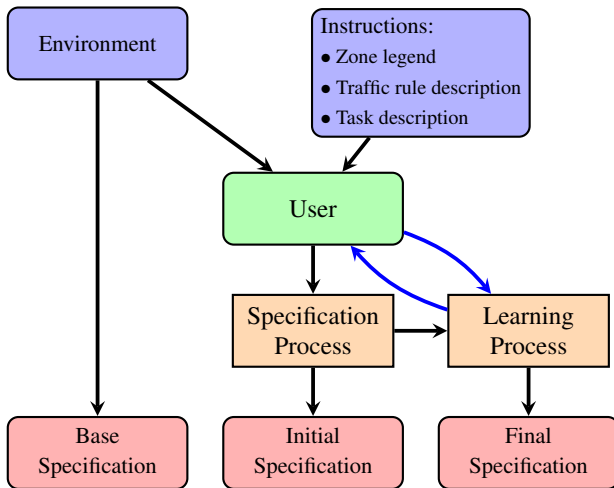 Environment
Instructions:
● Zone legend
● Traffic rule description
● Task description
User
Specification
Process
Learning
Process
Base
Specification
Initial
Specification
Final
Specification